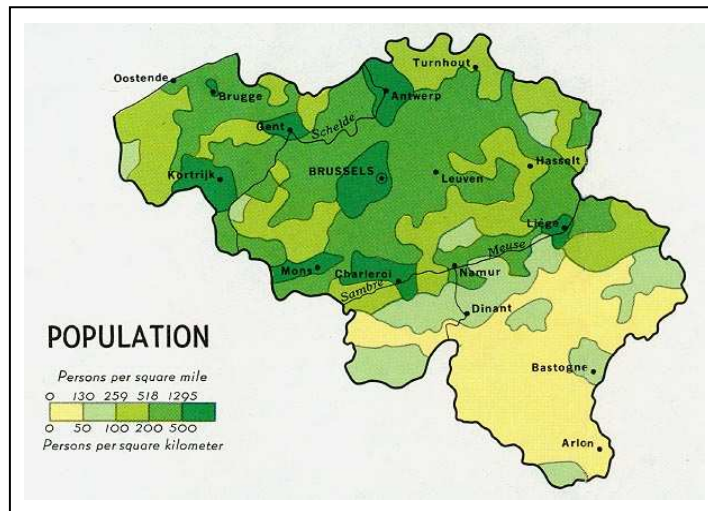 Turnhout
Oostende
Brugge
Antwerp
Gent
Schelde
Hasselt
Kortrijk
BRUSSELS
Leuven
Liége
Meuse
Mons
Charleroi
Namur
Sambre
Dinant
POPULATION
Persons per square mile
0 130 259 518 1295
0 50 100 200 500
Persons per square kilometer
Bastogne
Arlon